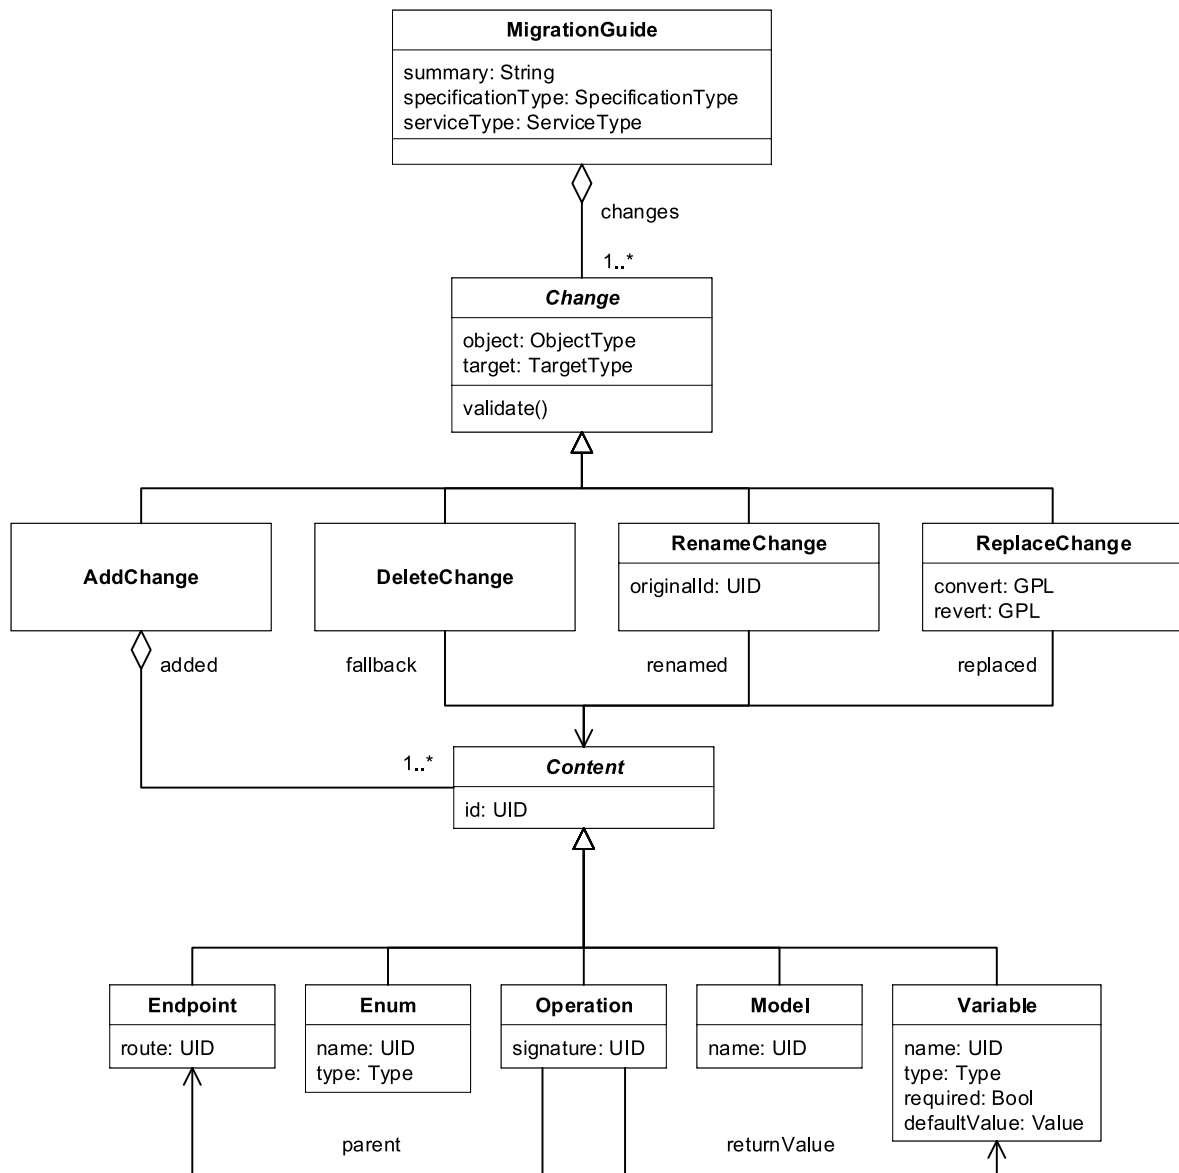 MigrationGuide
summary: String
specificationType: SpecificationType
serviceType: ServiceType
changes
1..*
Change
object: ObjectType
target: TargetType
validate()
AddChange
DeleteChange
RenameChange
originalId: UID
ReplaceChange
convert: GPL
revert: GPL
added
fallback
renamed
replaced
1..*
Content
id: UID
Endpoint
route: UID
Enum
name: UID
type: Type
Operation
signature: UID
Model
name: UID
Variable
name: UID
type: Type
required: Bool
defaultValue: Value
parent
returnValue